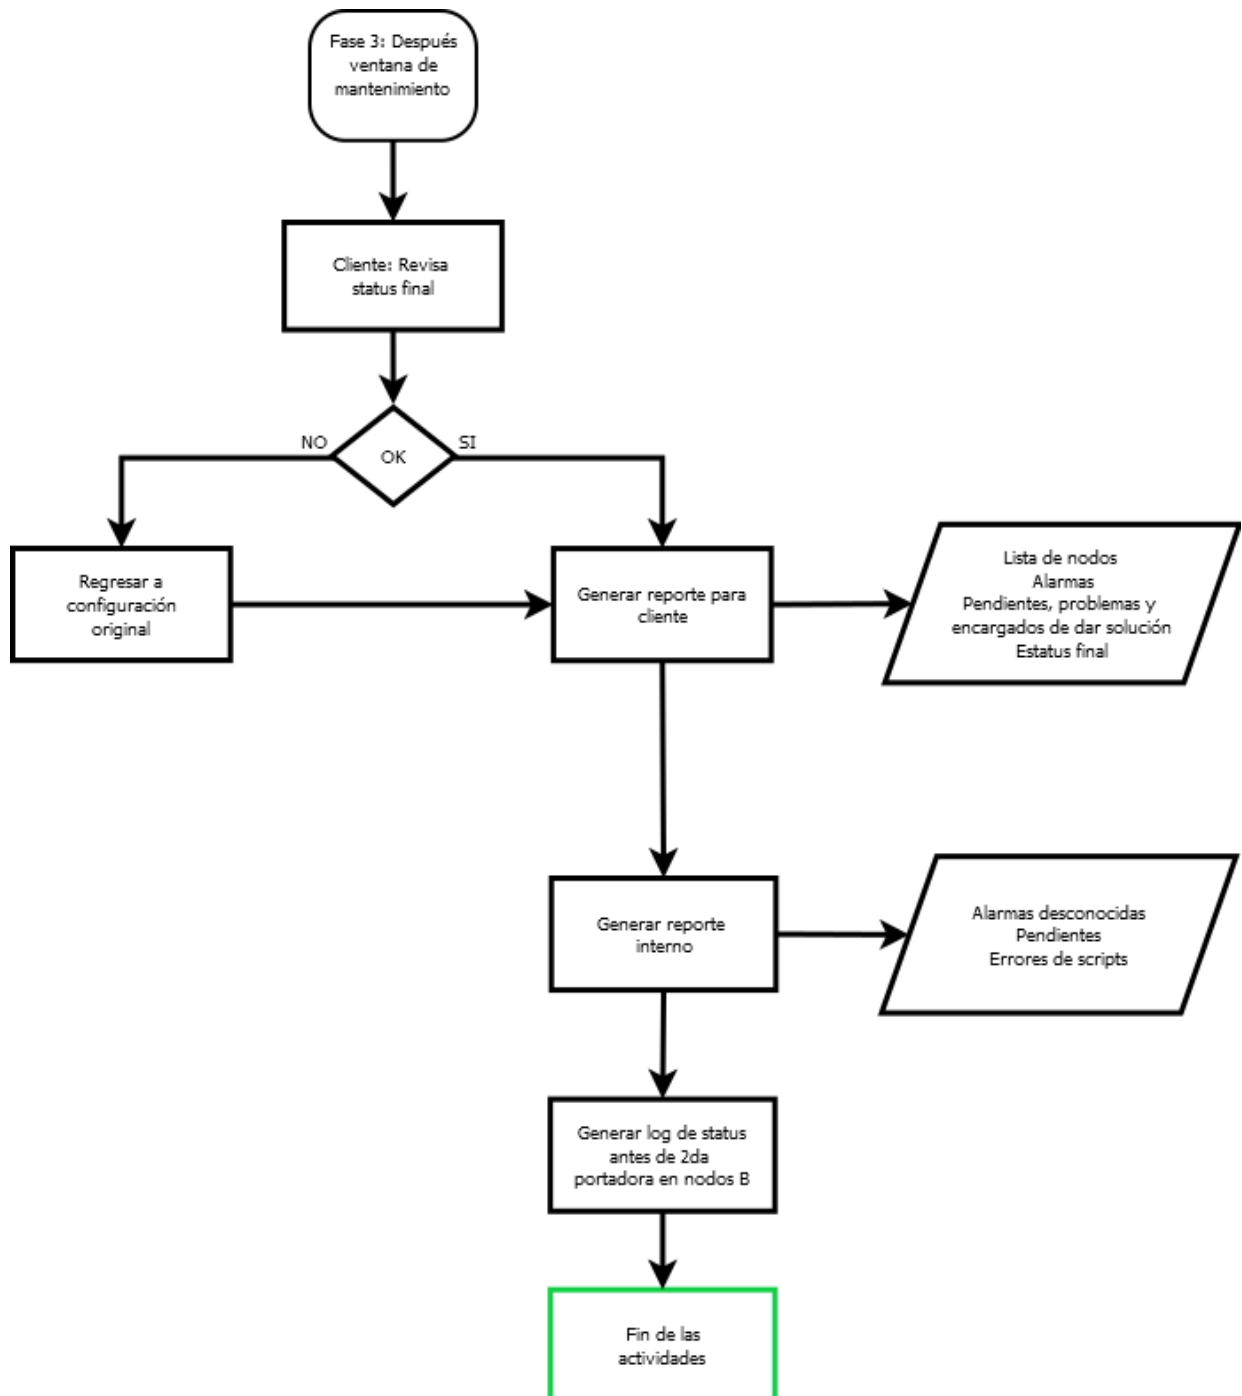 Fase 3: Después
ventana de
mantenimiento
Cliente: Revisa
status final
NO
OK
SI
Regresar a
configuración
original
Generar reporte para
cliente
Lista de nodos
Alarmas
Pendientes, problemas y
encargados de dar solución
Estatus final
Generar reporte
interno
Alarmas desconocidas
Pendientes
Errores de scripts
Generar log de status
antes de 2da
portadora en nodos B
Fin de las
actividades